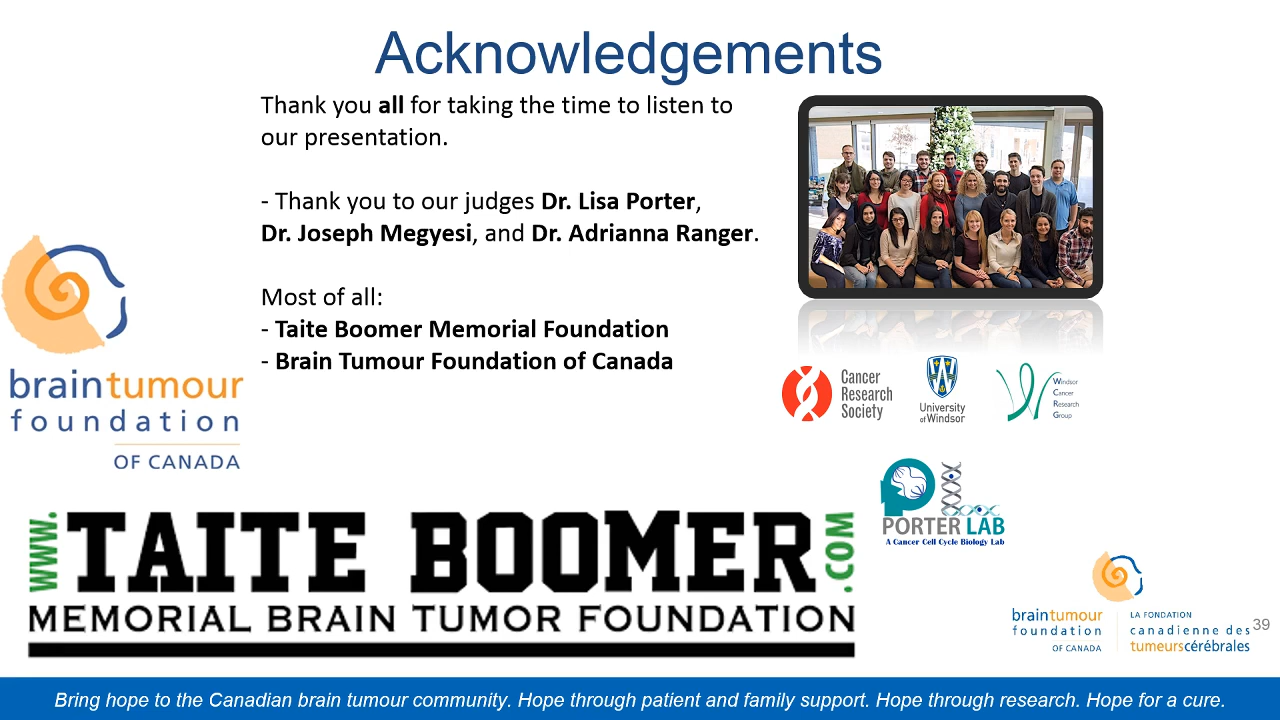 Acknowledgements
Thank you all for taking the time to listen to
our presentation.
- Thank you to our judges Dr. Lisa Porter,
Dr. Joseph Megyesi, and Dr. Adrianna Ranger.
Most of all:
- Taite Boomer Memorial Foundation
- Brain Tumour Foundation of Canada
braintumour
foundation
OF CANADA
Cancer
Research
Society
University
of Windsor
Windsor
Cancer
Research
Group
PORTER LAB
A Cancer Cell Cycle Biology Lab
www.TAITE BOOMER.COM
MEMORIAL BRAIN TUMOR FOUNDATION
braintumour
foundation
OF CANADA
LA FONDATION
canadienne des
tumeurscérébrales
39
Bring hope to the Canadian brain tumour community. Hope through patient and family support. Hope through research. Hope for a cure.